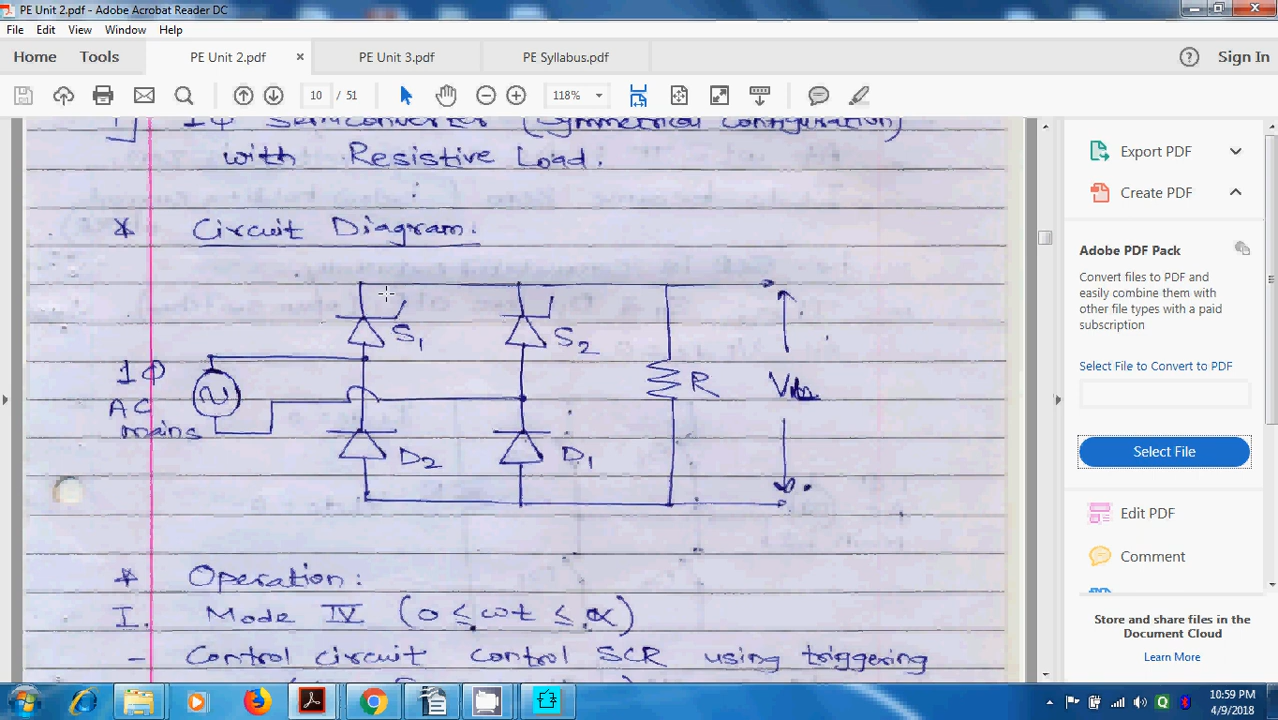 PE Unit 2.pdf - Adobe Acrobat Reader DC
File Edit View Window Help
Home Tools PE Unit 2.pdf × PE Unit 3.pdf PE Syllabus.pdf ? Sign In
10 / 51 118%
1ϕ Semiconverter (Symmetrical Configuration)
with Resistive Load.
* Circuit Diagram.
S1 S2
1Φ
AC
mains
R
D2 D1
* Operation:
I. Mode IV (0 ≤ ωt ≤ α)
- Control circuit control SCR using triggering
Export PDF
Create PDF
Adobe PDF Pack
Convert files to PDF and
easily combine them with
other file types with a paid
subscription
Select File to Convert to PDF
Select File
Edit PDF
Comment
Store and share files in the
Document Cloud
Learn More
10:59 PM
4/9/2018